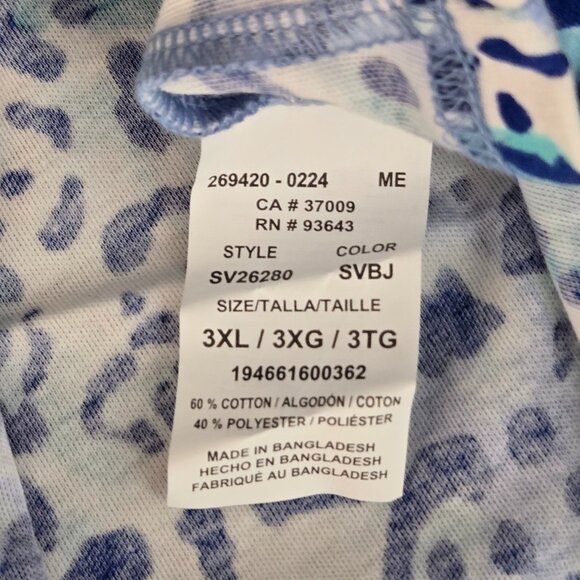 269420 - 0224 ME
CA # 37009
RN # 93643
STYLE COLOR
SV26280 SVBJ
SIZE/TALLA/TAILLE
3XL / 3XG / 3TG
194661600362
60 % COTTON / ALGODÓN / COTON
40 % POLYESTER / POLIÉSTER
MADE IN BANGLADESH
HECHO EN BANGLADESH
FABRIQUÉ AU BANGLADESH